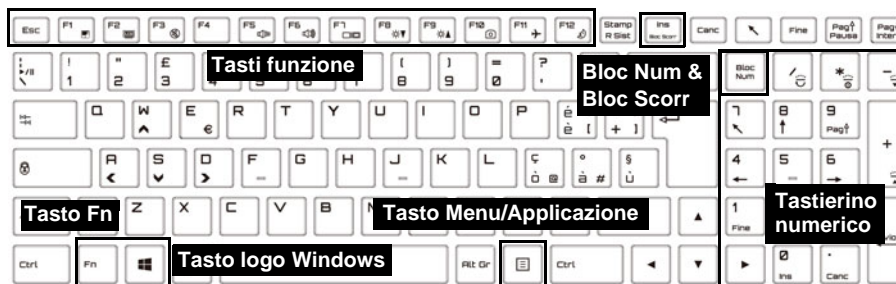 Esc F1 F2 F3 F4 F5 F6 F7 F8 F9 F10 F11 F12 Stamp R Sist Ins Bloc Scorr Canc Fine Pag Pausa
Tasti funzione
Bloc Num &
Bloc Scorr
! " £ ( ) = ?
1 2 3 8 9 0 '
Bloc Num / *
Q W E € R T Y U I O P é è [ + ]
7 8 9 Pag +
A S D F G H J K L ç ò @ ° à # § ù
4 5 6
Tasto Fn
Z X C V B
Tasto Menu/Applicazione
1 Fine
Tastierino
numerico
Ctrl Fn
Tasto logo Windows
Alt Gr Ctrl
0 Ins . Canc